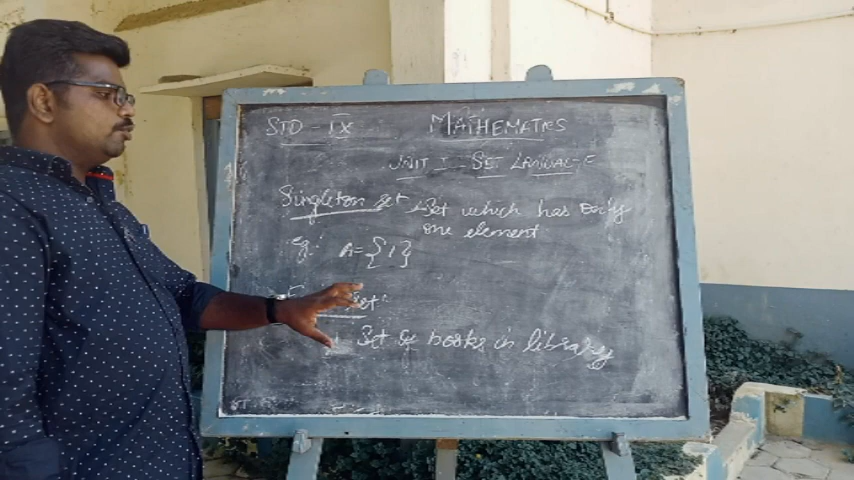 STD - IX MATHEMATICS
UNIT I SET LANGUAGE
Singleton set - Set which has only
one element
eg: A = {1}
Set
Set of books in library